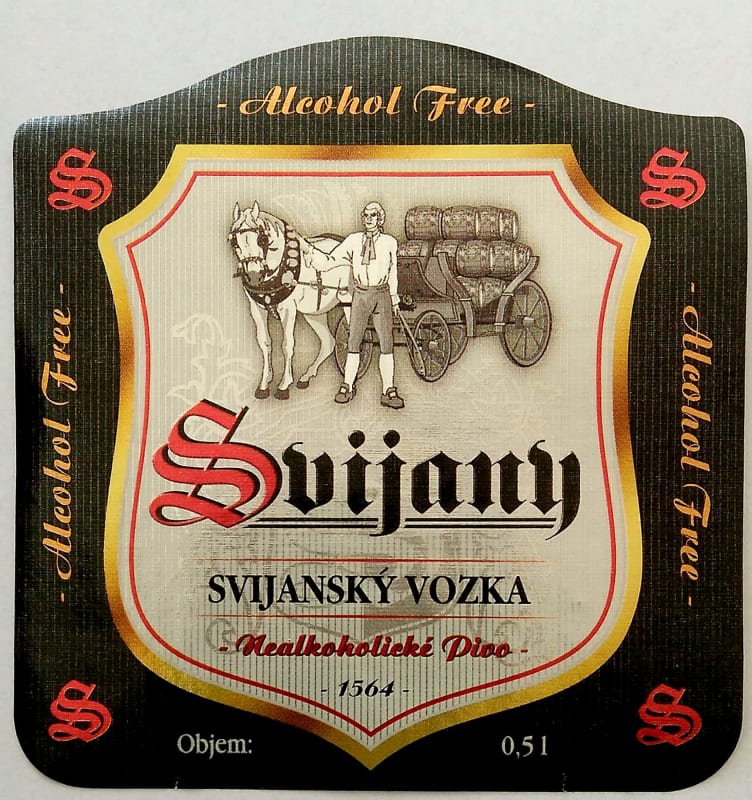 - Alcohol Free -
S
S
- Alcohol Free -
- Alcohol Free -
Svijany
SVIJANSKÝ VOZKA
- Nealkoholické Pivo -
- 1564 -
S
S
Objem: 0,5 l